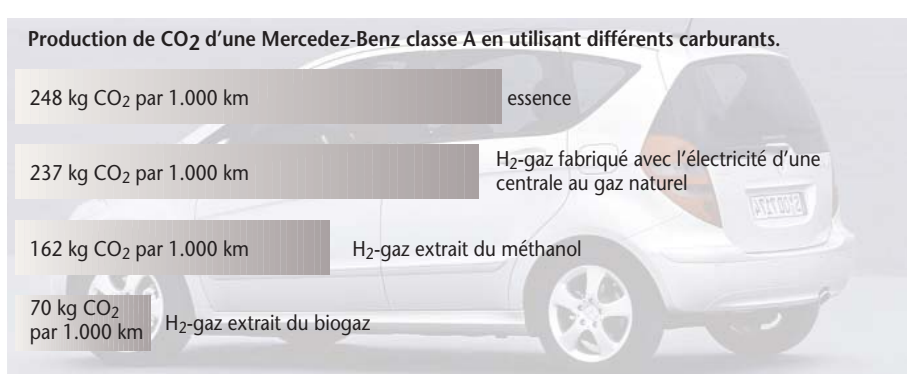 Production de CO2 d'une Mercedez-Benz classe A en utilisant différents carburants.
248 kg CO2 par 1.000 km
essence
237 kg CO2 par 1.000 km
H2-gaz fabriqué avec l'électricité d'une
centrale au gaz naturel
162 kg CO2 par 1.000 km
H2-gaz extrait du méthanol
70 kg CO2
par 1.000 km
H2-gaz extrait du biogaz